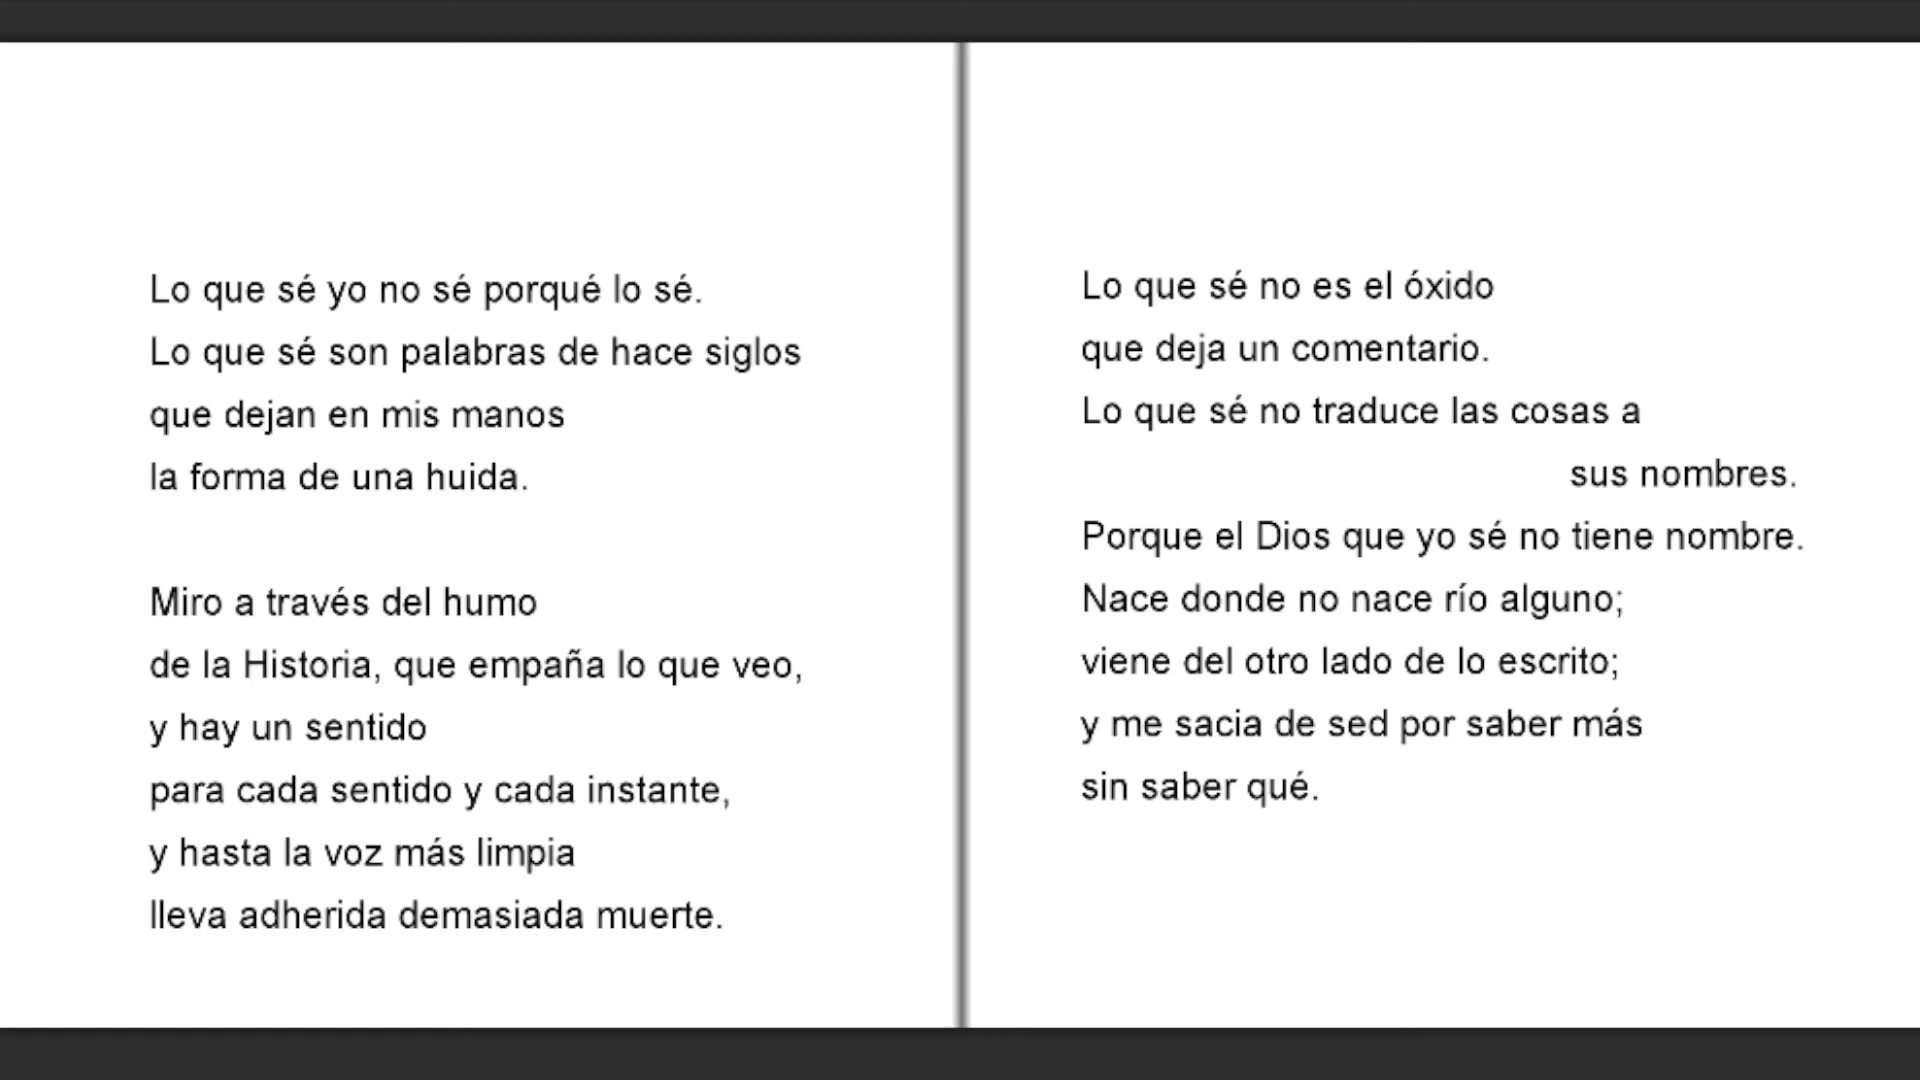 Lo que sé yo no sé porqué lo sé.
Lo que sé son palabras de hace siglos
que dejan en mis manos
la forma de una huida.
Miro a través del humo
de la Historia, que empaña lo que veo,
y hay un sentido
para cada sentido y cada instante,
y hasta la voz más limpia
lleva adherida demasiada muerte.
Lo que sé no es el óxido
que deja un comentario.
Lo que sé no traduce las cosas a
sus nombres.
Porque el Dios que yo sé no tiene nombre.
Nace donde no nace río alguno;
viene del otro lado de lo escrito;
y me sacia de sed por saber más
sin saber qué.